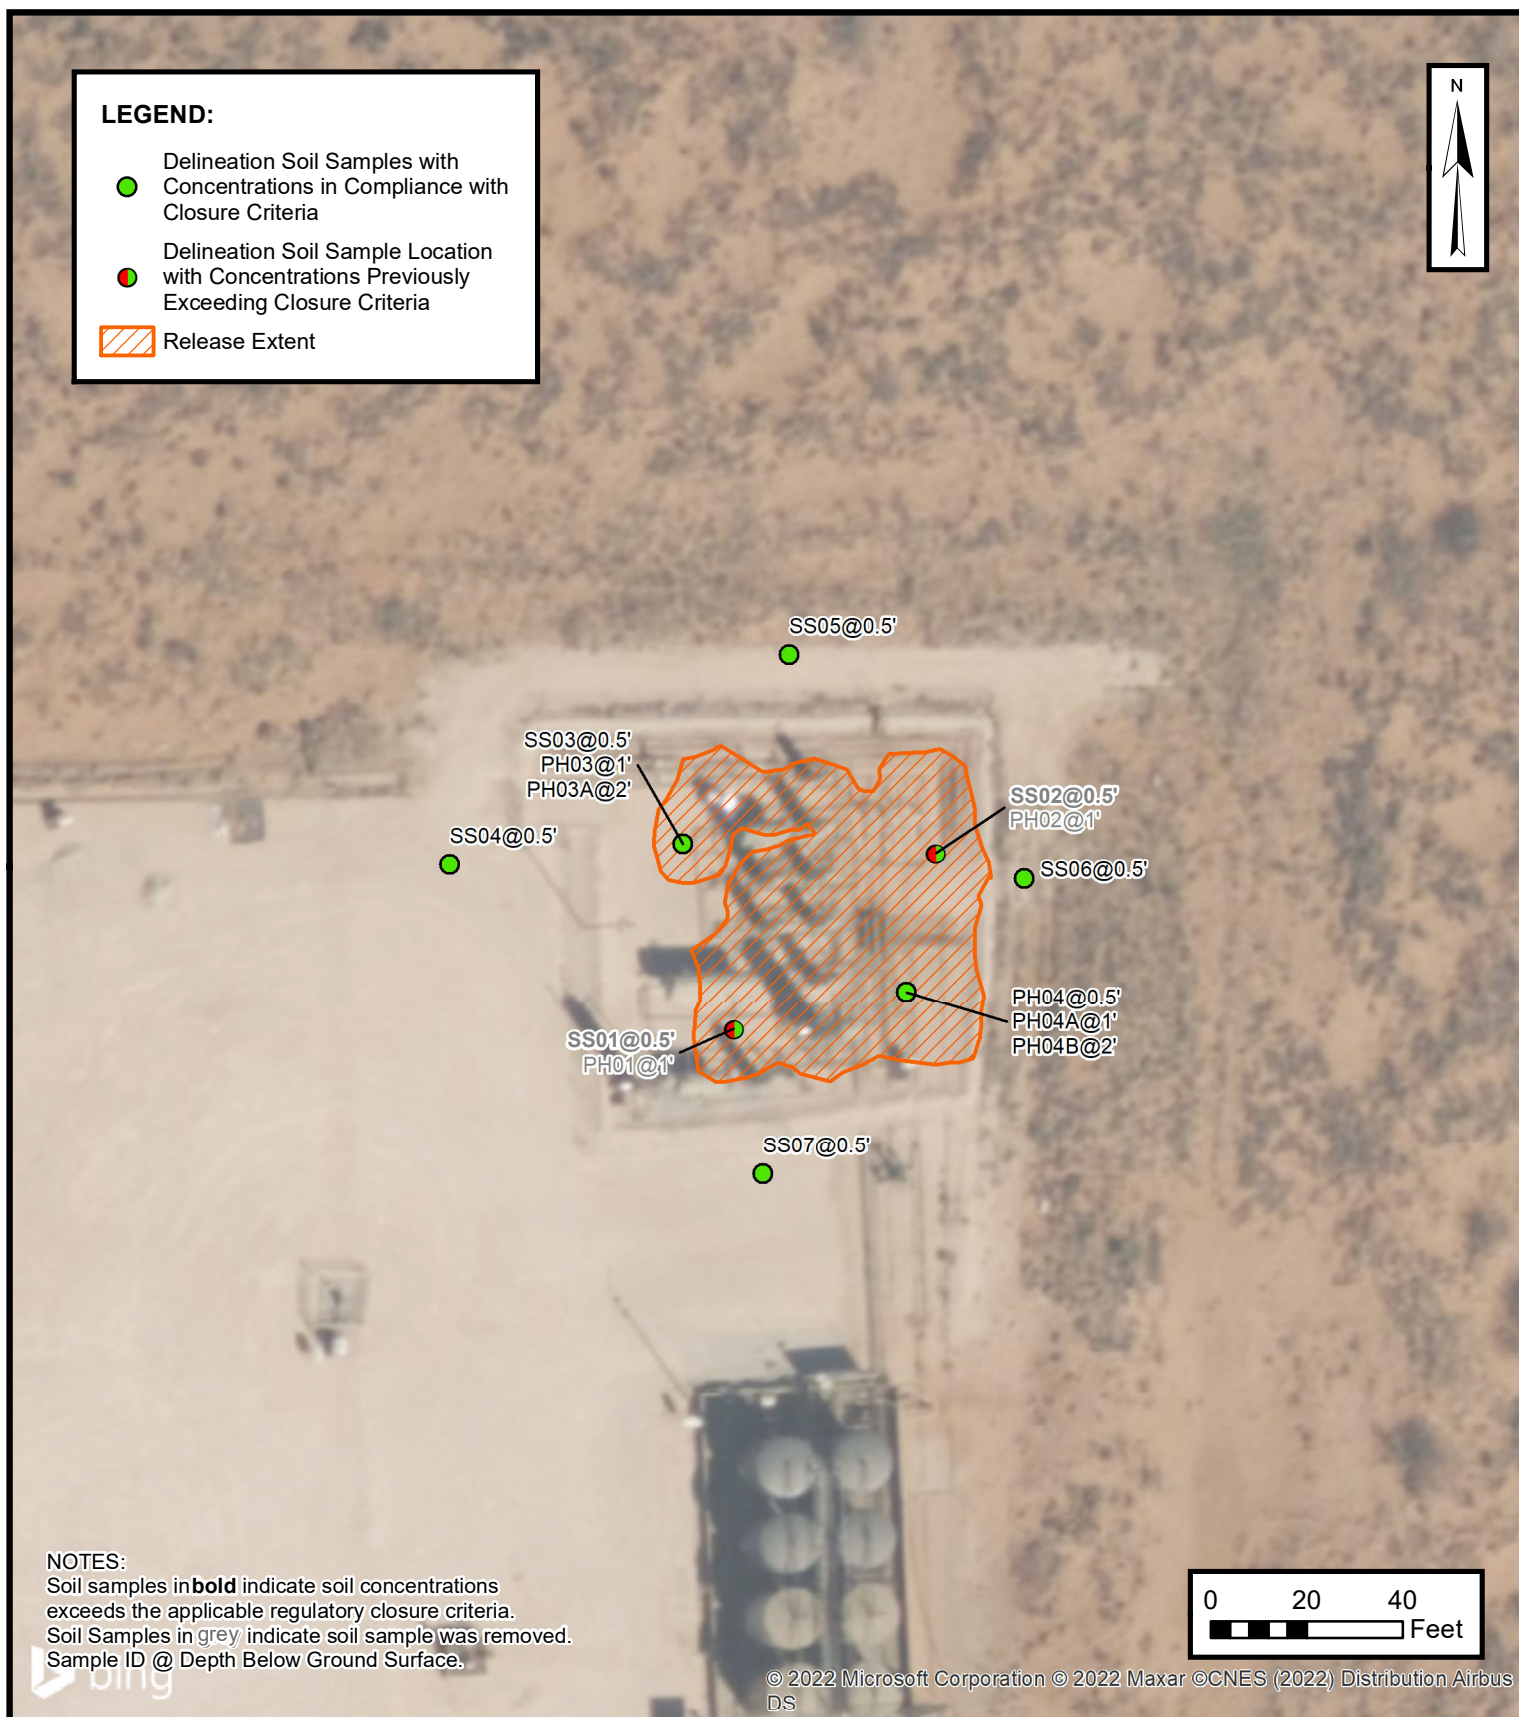 LEGEND:
Delineation Soil Samples with
Concentrations in Compliance with
Closure Criteria
Delineation Soil Sample Location
with Concentrations Previously
Exceeding Closure Criteria
Release Extent
N
SS05@0.5'
SS03@0.5'
PH03@1'
PH03A@2'
SS02@0.5'
PH02@1'
SS04@0.5'
SS06@0.5'
PH04@0.5'
PH04A@1'
PH04B@2'
SS01@0.5'
PH01@1'
SS07@0.5'
NOTES:
Soil samples in bold indicate soil concentrations
exceeds the applicable regulatory closure criteria.
Soil Samples in grey indicate soil sample was removed.
Sample ID @ Depth Below Ground Surface.
bing
0 20 40
Feet
© 2022 Microsoft Corporation © 2022 Maxar ©CNES (2022) Distribution Airbus
DS